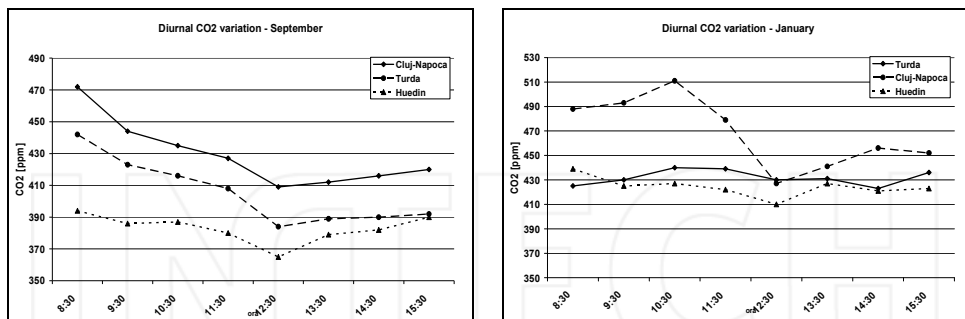 Diurnal CO2 variation - September
490
470
450
430
410
390
370
350
CO2 [ppm]
Cluj-Napoca
Turda
Huedin
8:30
9:30
10:30
11:30
12:30
13:30
14:30
15:30
ora
Diurnal CO2 variation - January
530
510
490
470
450
430
410
390
370
350
CO2 [ppm]
Turda
Cluj-Napoca
Huedin
8:30
9:30
10:30
11:30
12:30
13:30
14:30
15:30
ora
INTECH